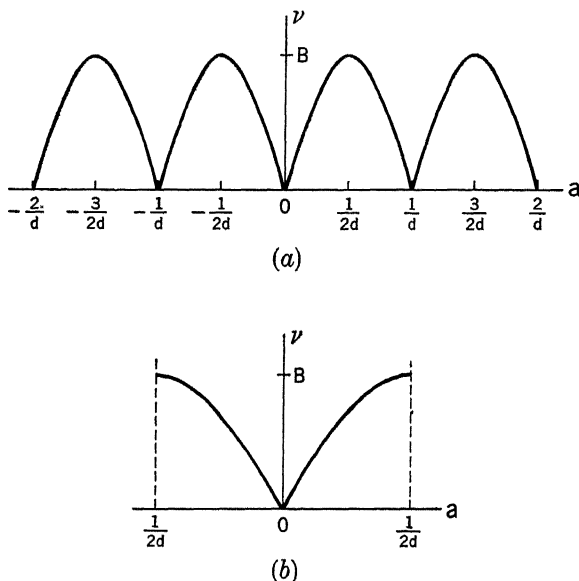 ν
B
-2/d -3/2d -1/d -1/2d 0 1/2d 1/d 3/2d 2/d a
(a)
ν
B
1/2d 0 1/2d a
(b)